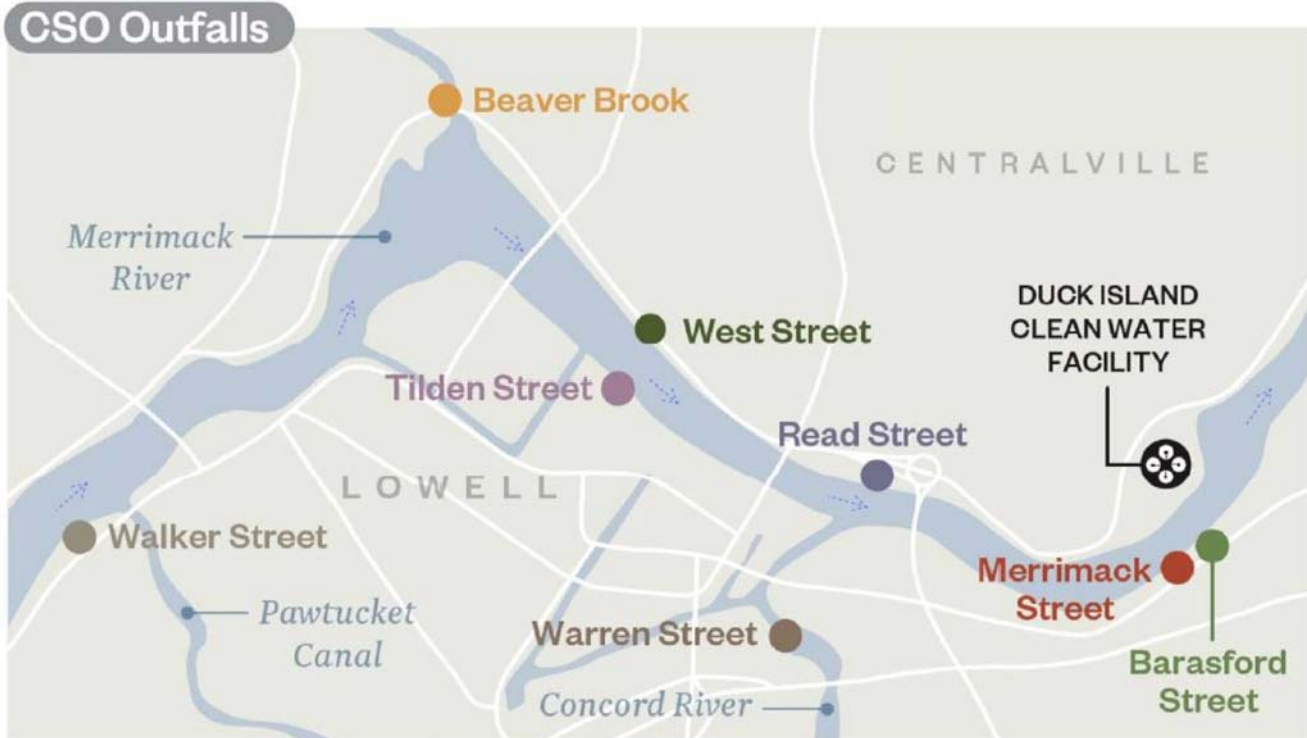 CSO Outfalls
Beaver Brook
CENTRALVILLE
Merrimack
River
DUCK ISLAND
CLEAN WATER
FACILITY
West Street
Tilden Street
Read Street
LOWELL
Walker Street
Merrimack
Street
Pawtucket
Canal
Warren Street
Barasford
Street
Concord River